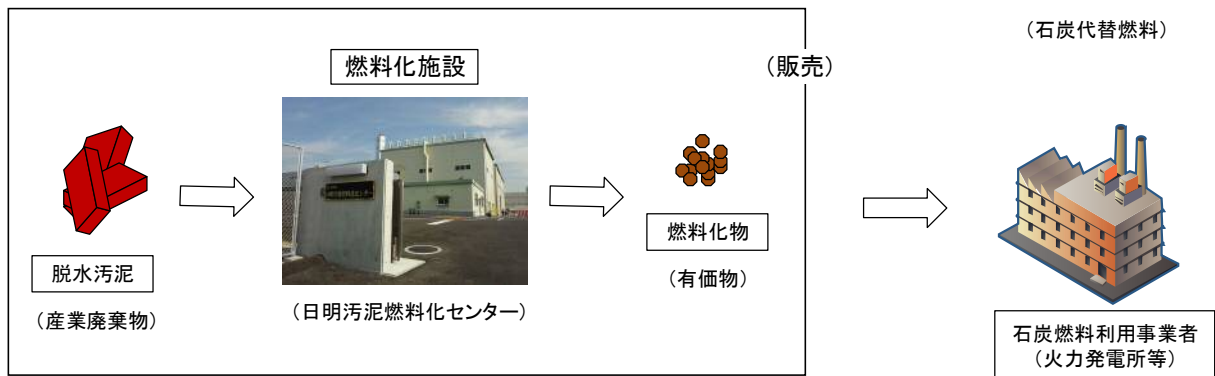 （石炭代替燃料）
燃料化施設
（販売）
脱水汚泥
（産業廃棄物）
（日明汚泥燃料化センター）
燃料化物
（有価物）
石炭燃料利用事業者
（火力発電所等）